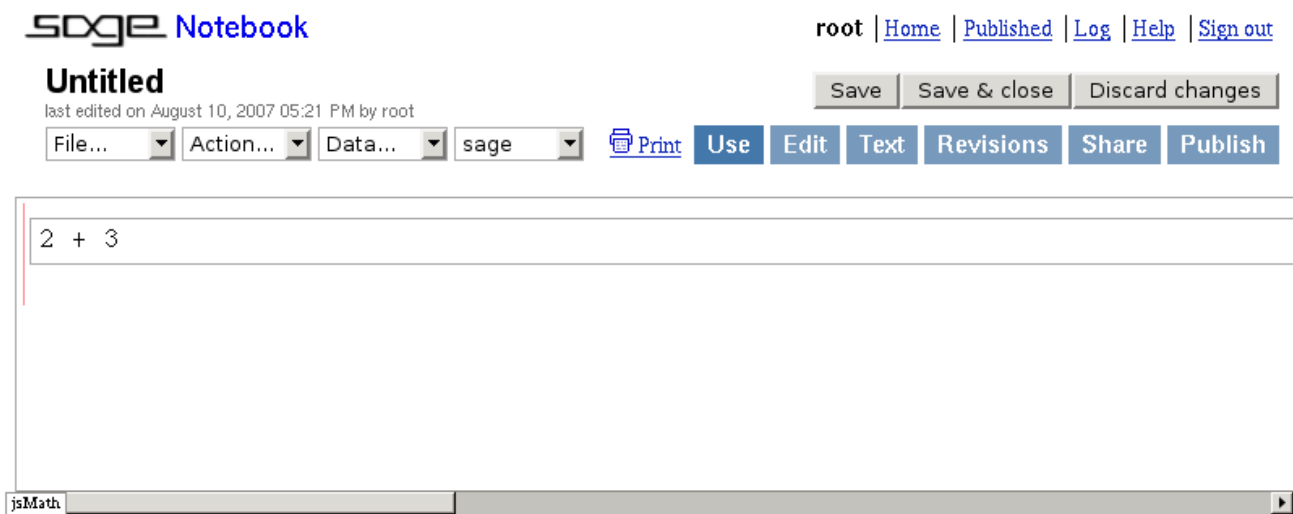 sage Notebook
root | Home | Published | Log | Help | Sign out
Untitled
last edited on August 10, 2007 05:21 PM by root
Save Save & close Discard changes
File... Action... Data... sage Print Use Edit Text Revisions Share Publish
2 + 3
jsMath